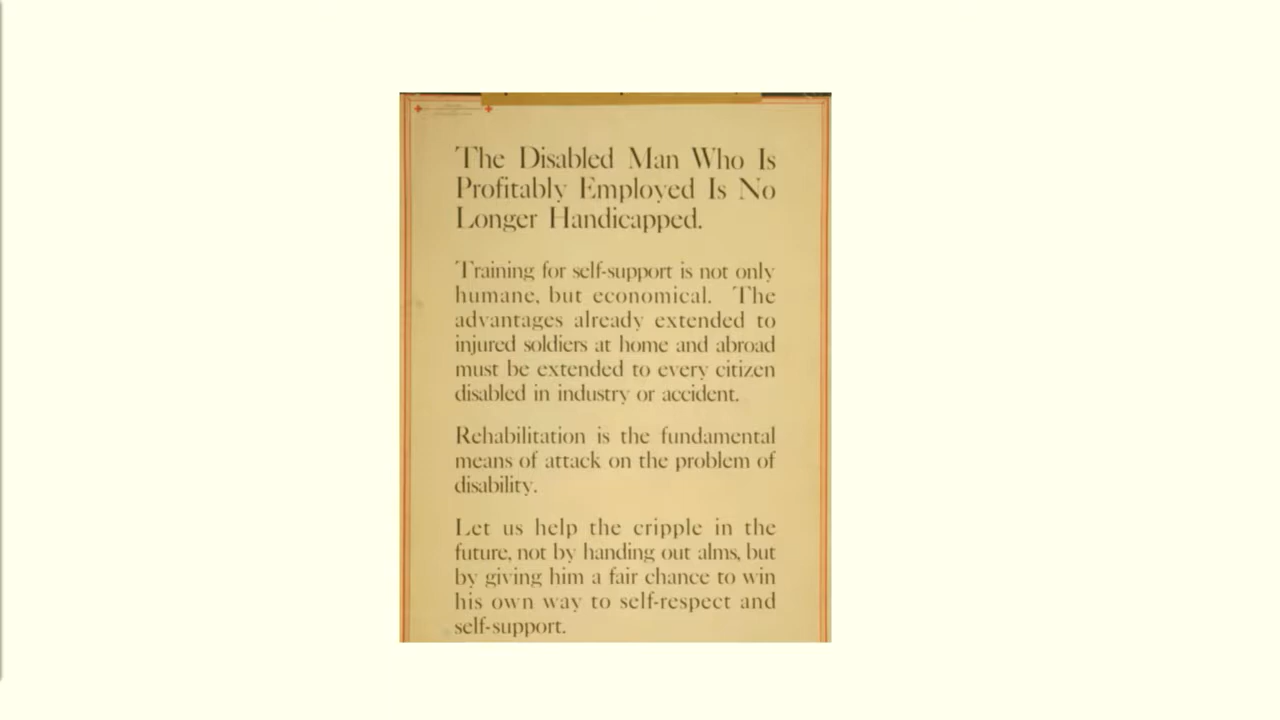 The Disabled Man Who Is
Profitably Employed Is No
Longer Handicapped.
Training for self-support is not only
humane, but economical. The
advantages already extended to
injured soldiers at home and abroad
must be extended to every citizen
disabled in industry or accident.
Rehabilitation is the fundamental
means of attack on the problem of
disability.
Let us help the cripple in the
future, not by handing out alms, but
by giving him a fair chance to win
his own way to self-respect and
self-support.